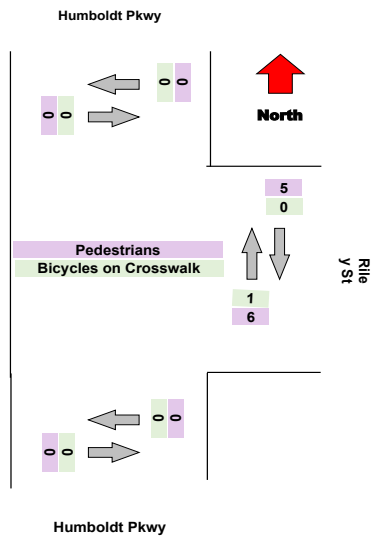 Humboldt Pkwy
0 0
0 0
North
5
0
Pedestrians
Bicycles on Crosswalk
Rile
y St
1
6
0 0
0 0
Humboldt Pkwy